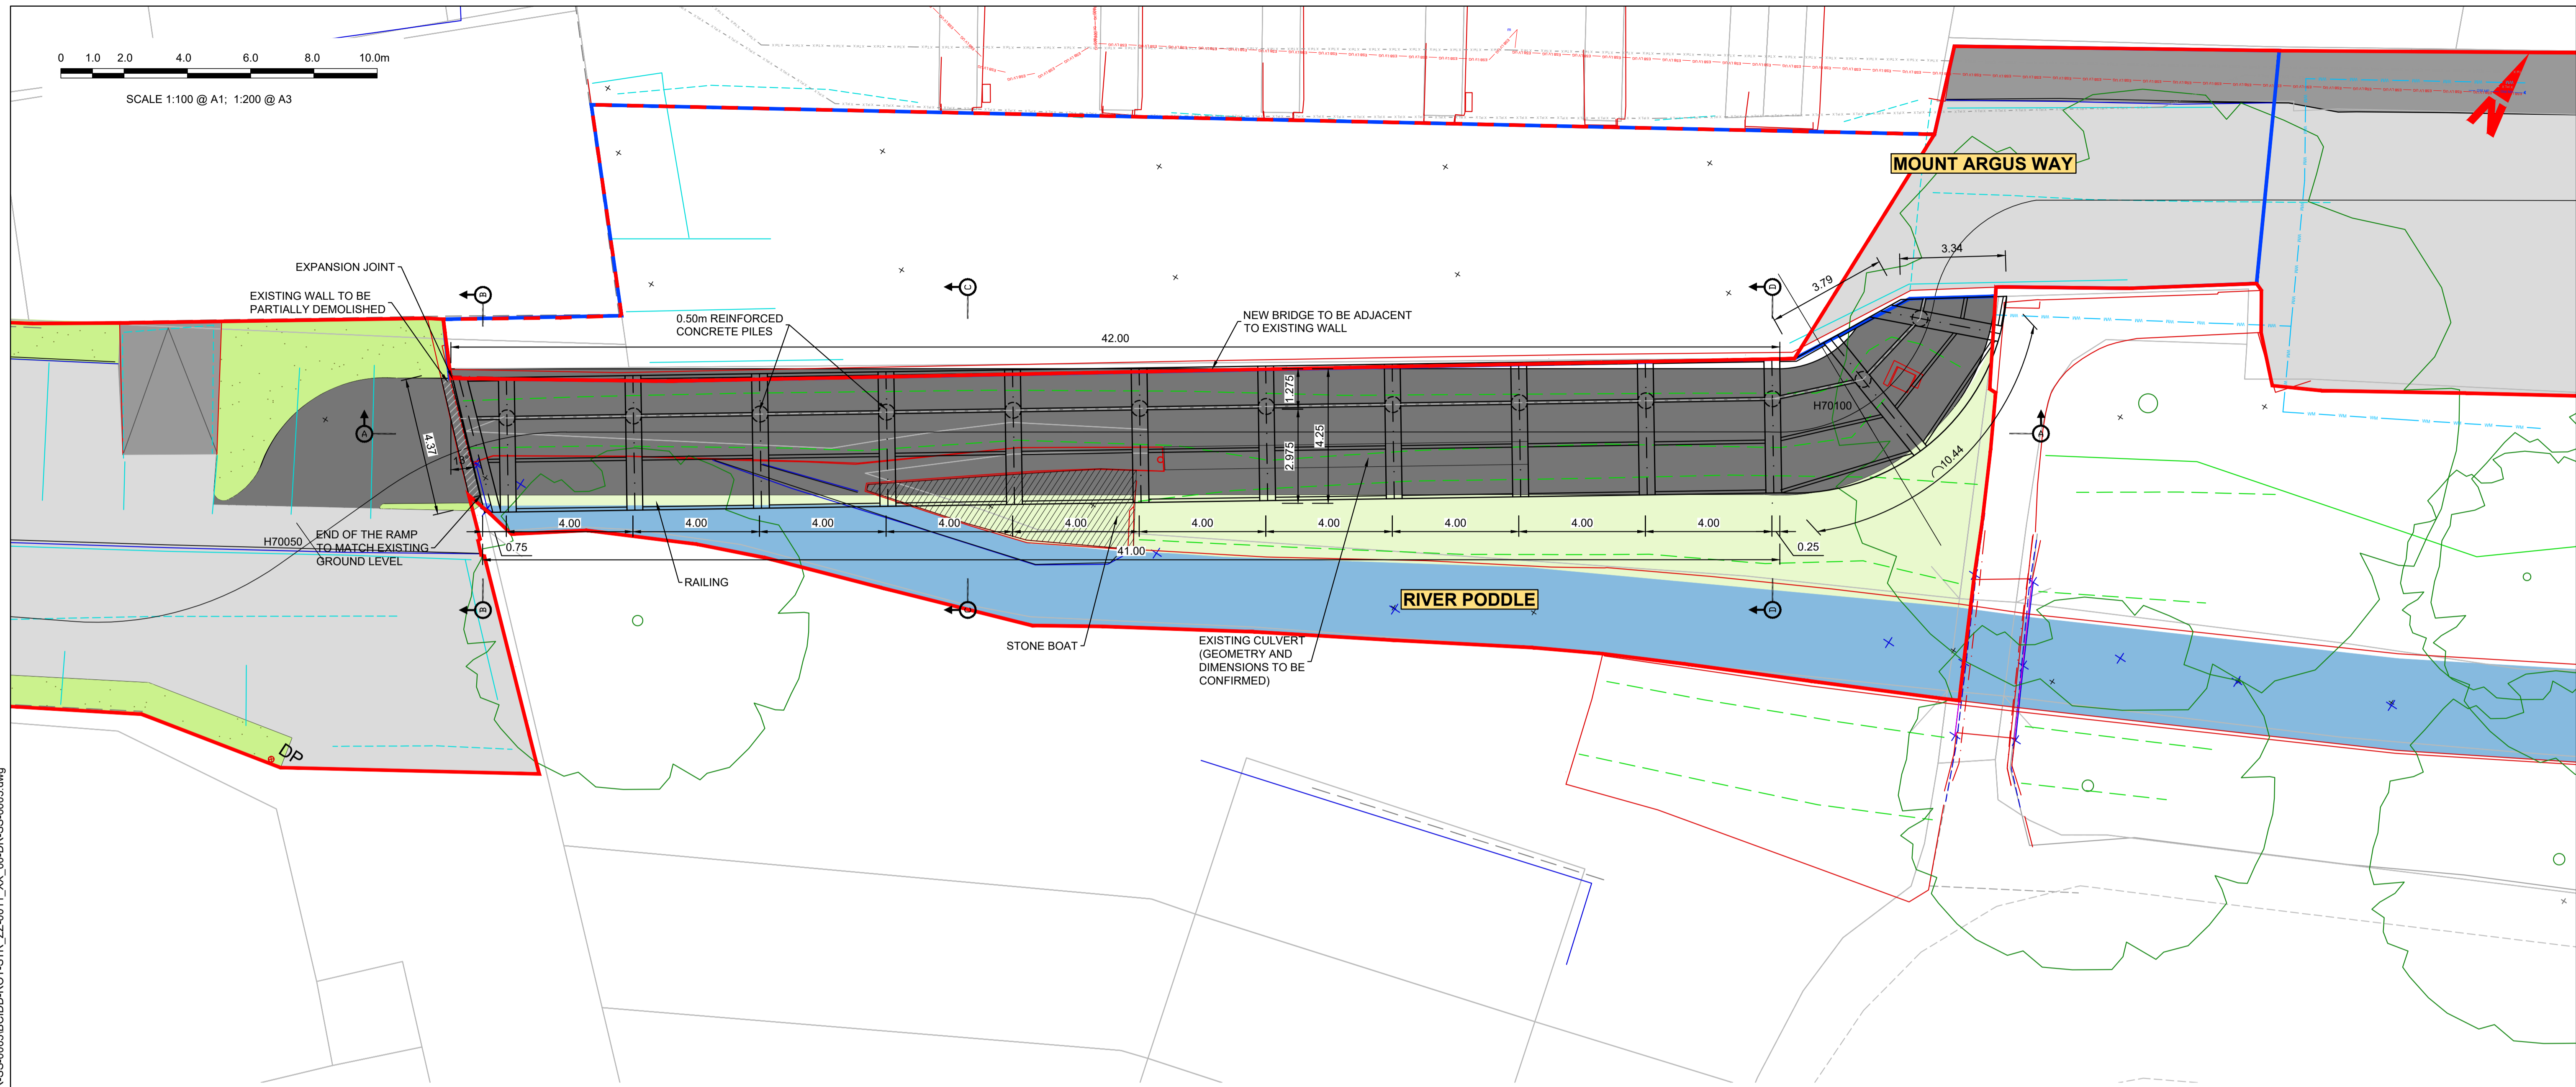 0 1.0 2.0 4.0 6.0 8.0 10.0m
SCALE 1:100 @ A1; 1:200 @ A3
N
MOUNT ARGUS WAY
EXPANSION JOINT
EXISTING WALL TO BE
PARTIALLY DEMOLISHED
B
C
D
0.50m REINFORCED
CONCRETE PILES
NEW BRIDGE TO BE ADJACENT
TO EXISTING WALL
3.34
3.79
42.00
1.275
4.25
2.975
H70100
A
4.37
A
10.44
4.00 4.00 4.00 4.00 4.00 4.00 4.00 4.00 4.00 4.00
0.75
41.00
0.25
H70050
END OF THE RAMP
TO MATCH EXISTING
GROUND LEVEL
RAILING
RIVER PODDLE
B
C
D
STONE BOAT
EXISTING CULVERT
(GEOMETRY AND
DIMENSIONS TO BE
CONFIRMED)
DP